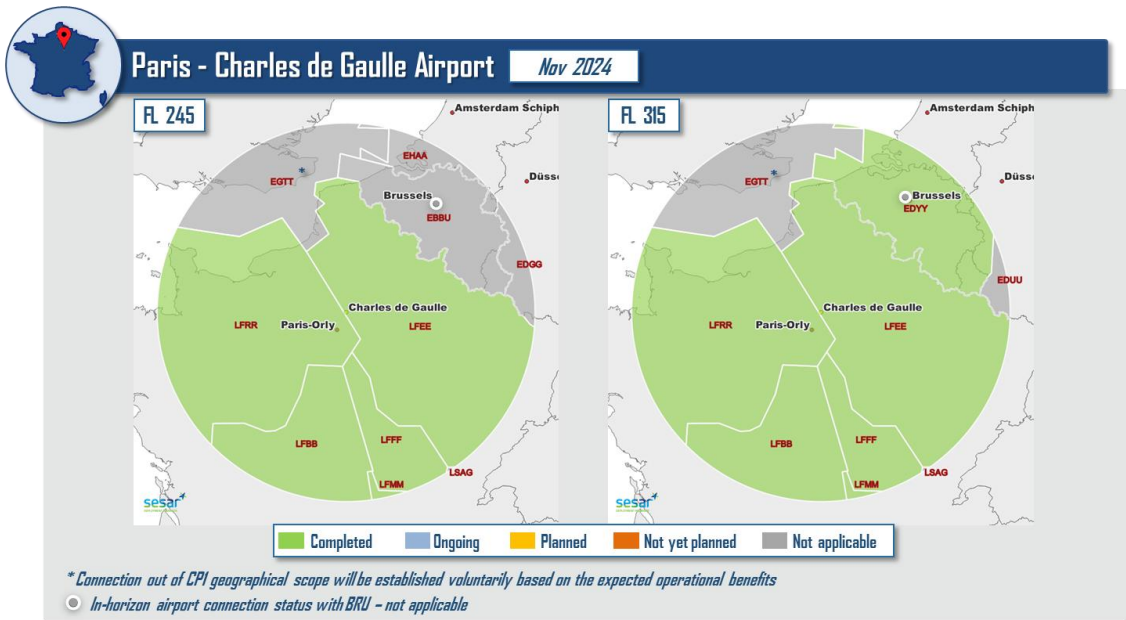 Paris - Charles de Gaulle Airport
Nov 2024
FL 245
Amsterdam Schiph
EHAA
EGTT
*
Düsse
Brussels
EBBU
EDGG
Charles de Gaulle
LFRR
Paris-Orly
LFEE
LFBB
LFFF
LSAG
LFMM
sesar
FL 315
Amsterdam Schiph
EGTT
*
Düsse
Brussels
EDYY
EDUU
Charles de Gaulle
LFRR
Paris-Orly
LFEE
LFBB
LFFF
LSAG
LFMM
sesar
Completed
Ongoing
Planned
Not yet planned
Not applicable
* Connection out of CPI geographical scope will be established voluntarily based on the expected operational benefits
In-horizon airport connection status with BRU – not applicable